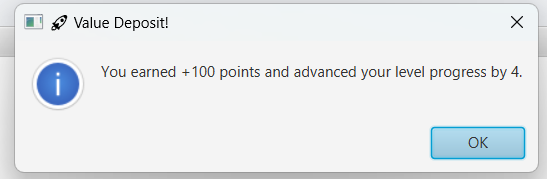 🚀 Value Deposit!
You earned +100 points and advanced your level progress by 4.
OK